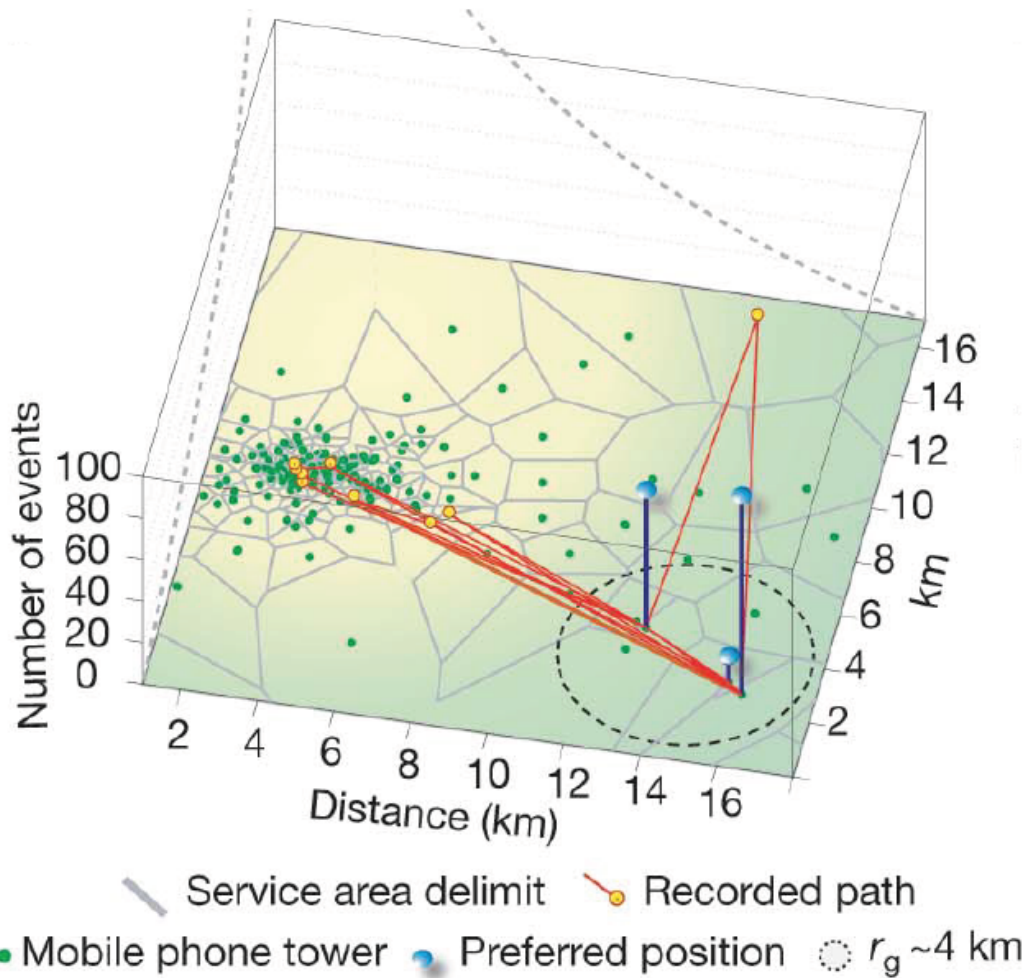 16
14
12
10
8
6
4
2
km
100
80
60
40
20
0
Number of events
2 4 6 8 10 12 14 16
Distance (km)
Service area delimit Recorded path
Mobile phone tower Preferred position rg ~4 km